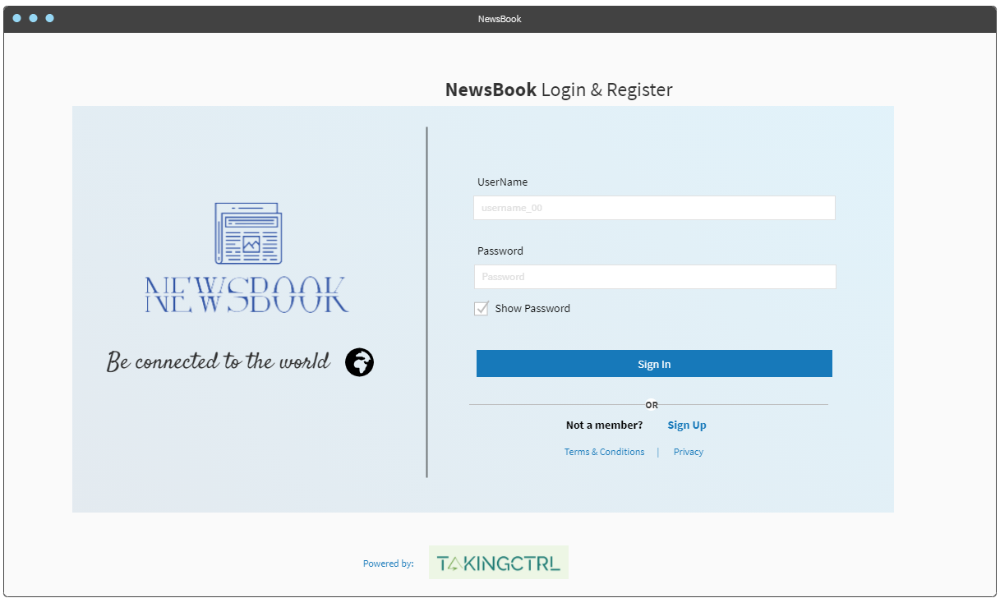 NewsBook
NewsBook Login & Register
NEWSBOOK
Be connected to the world
UserName
username_00
Password
Password
Show Password
Sign In
OR
Not a member? Sign Up
Terms & Conditions | Privacy
Powered by: TAKINGCTRL